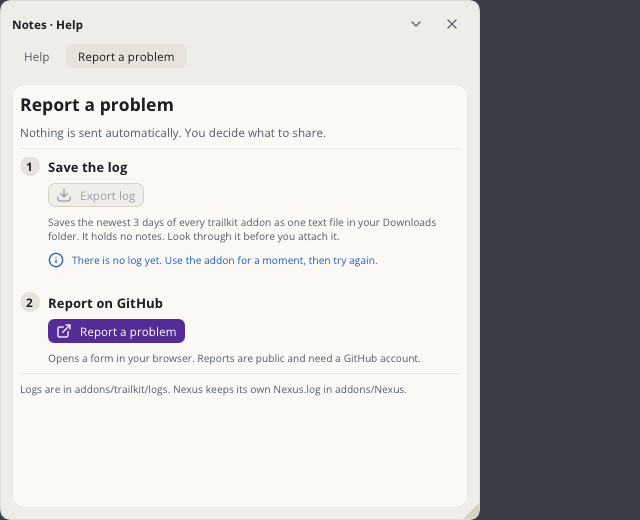 Notes · Help
Help
Report a problem
Report a problem
Nothing is sent automatically. You decide what to share.
1
Save the log
Export log
Saves the newest 3 days of every trailkit addon as one text file in your Downloads
folder. It holds no notes. Look through it before you attach it.
There is no log yet. Use the addon for a moment, then try again.
2
Report on GitHub
Report a problem
Opens a form in your browser. Reports are public and need a GitHub account.
Logs are in addons/trailkit/logs. Nexus keeps its own Nexus.log in addons/Nexus.